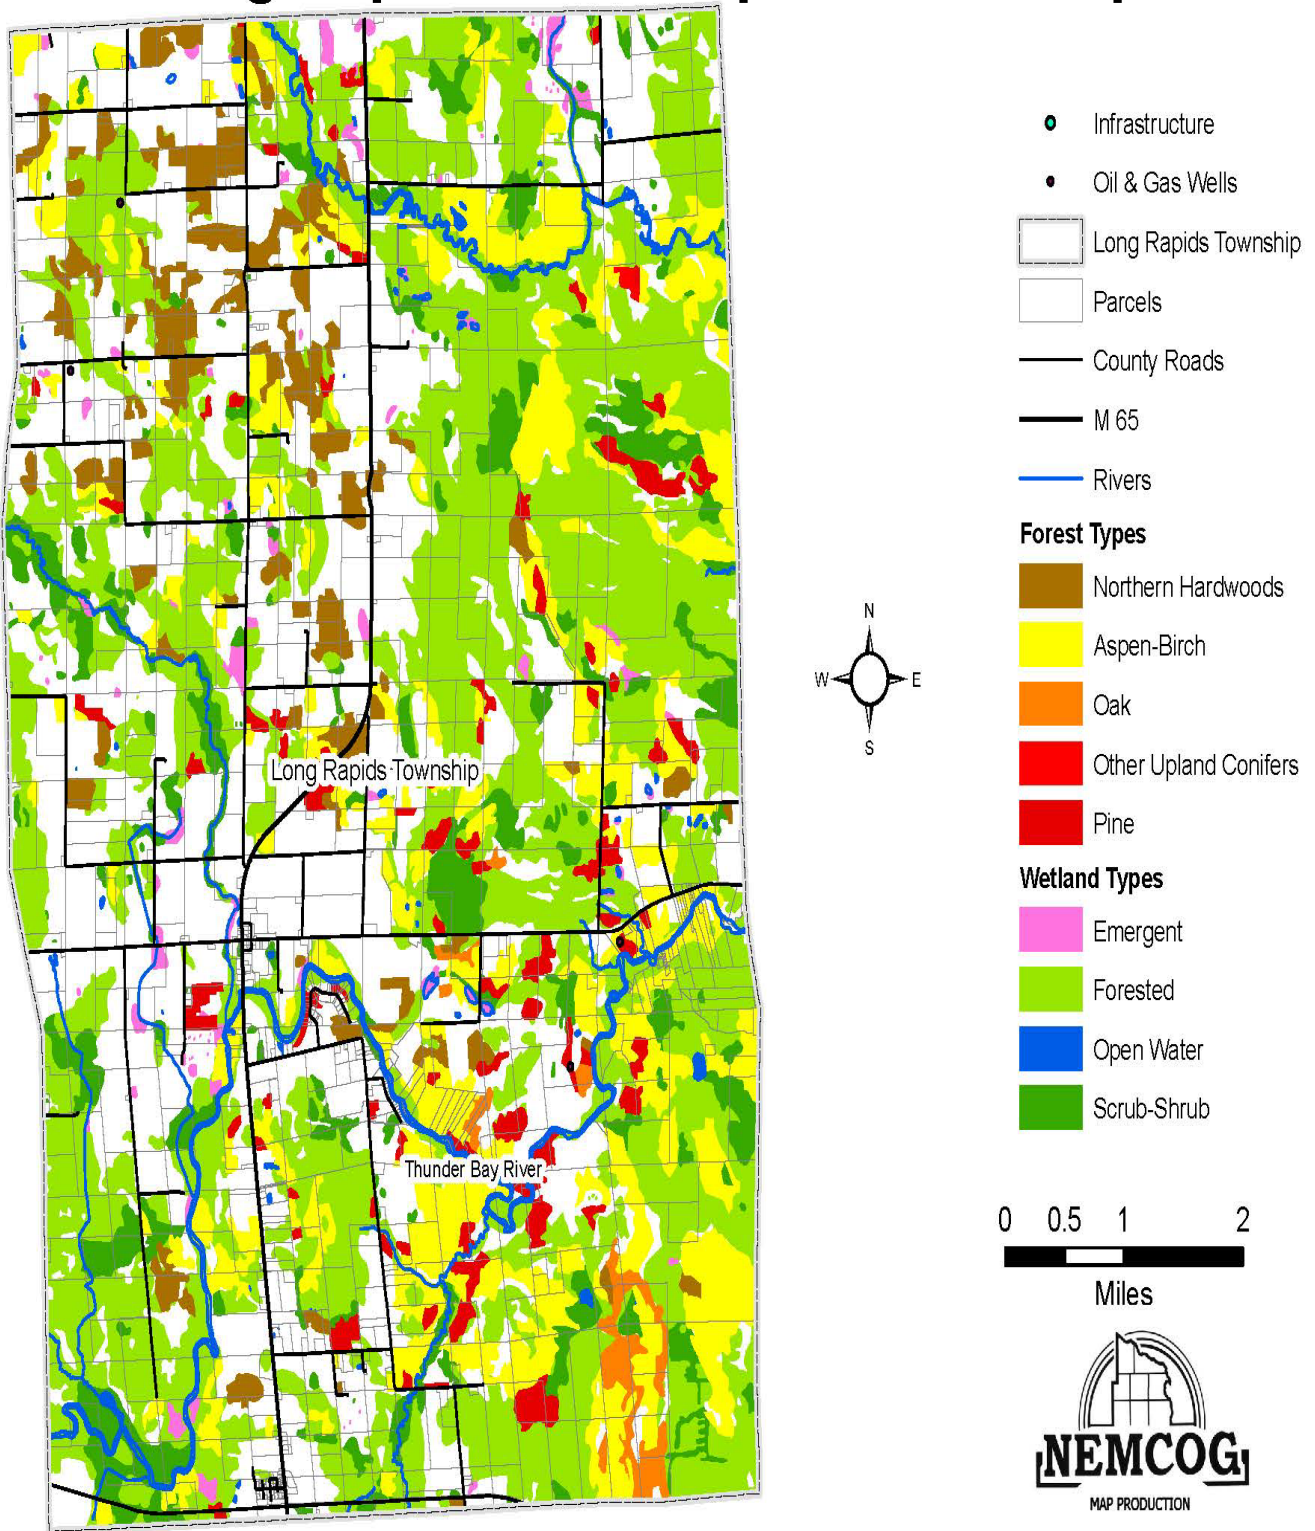 Infrastructure
Oil & Gas Wells
Long Rapids Township
Parcels
County Roads
M 65
Rivers
Forest Types
Northern Hardwoods
Aspen-Birch
Oak
Other Upland Conifers
Pine
Wetland Types
Emergent
Forested
Open Water
Scrub-Shrub
N
W E
S
Long Rapids Township
Thunder Bay River
0 0.5 1 2
Miles
NEMCOG
MAP PRODUCTION